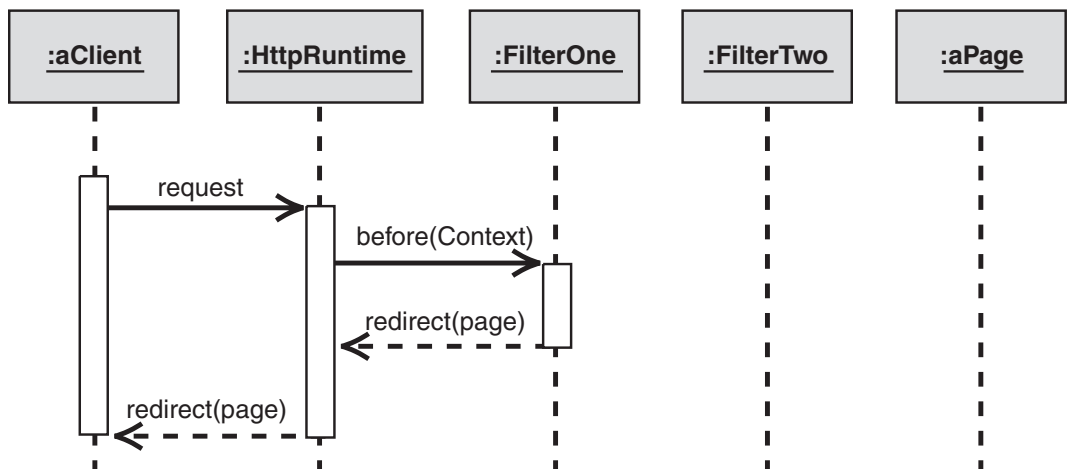 :aClient
:HttpRuntime
:FilterOne
:FilterTwo
:aPage
request
before(Context)
redirect(page)
redirect(page)